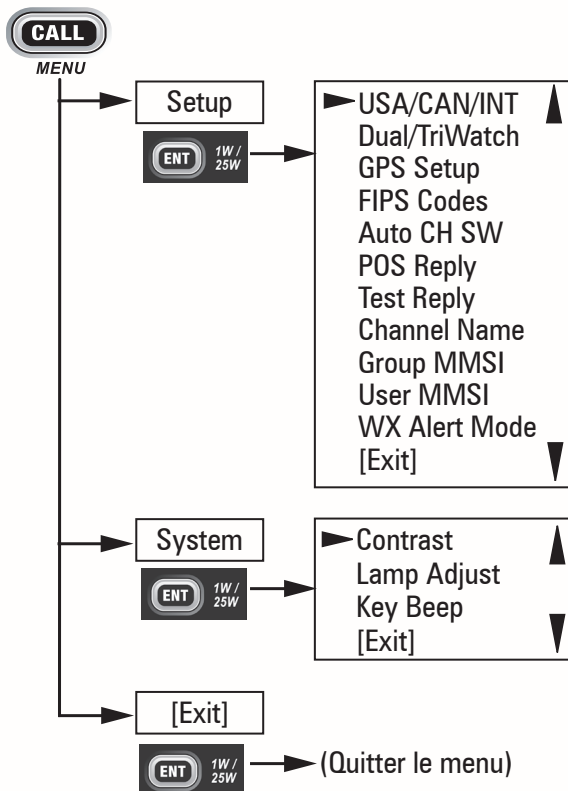 CALL
MENU
Setup
ENT 1W/
25W
USA/CAN/INT
Dual/TriWatch
GPS Setup
FIPS Codes
Auto CH SW
POS Reply
Test Reply
Channel Name
Group MMSI
User MMSI
WX Alert Mode
[Exit]
System
ENT 1W/
25W
Contrast
Lamp Adjust
Key Beep
[Exit]
[Exit]
ENT 1W/
25W
(Quitter le menu)